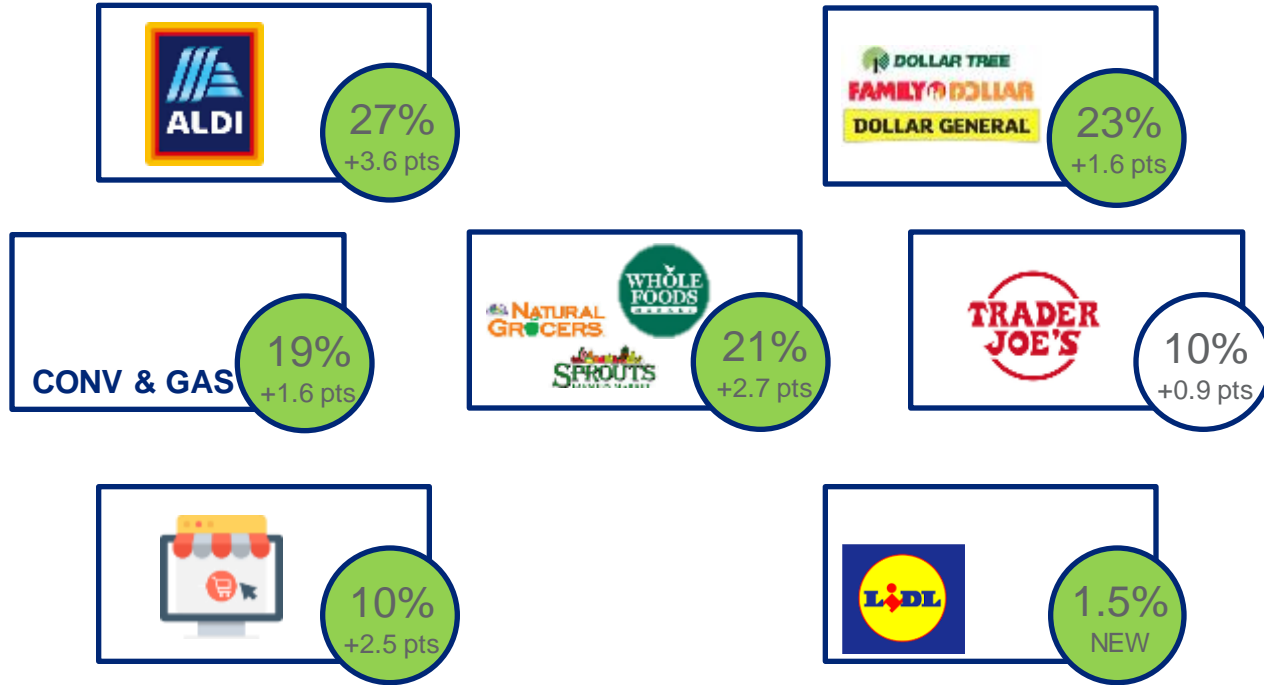 ALDI
27%
+3.6 pts
DOLLAR TREE
FAMILY DOLLAR
DOLLAR GENERAL
23%
+1.6 pts
CONV & GAS
19%
+1.6 pts
NATURAL
GROCERS
WHOLE
FOODS
MARKET
SPROUTS
21%
+2.7 pts
TRADER
JOE'S
10%
+0.9 pts
10%
+2.5 pts
LIDL
1.5%
NEW